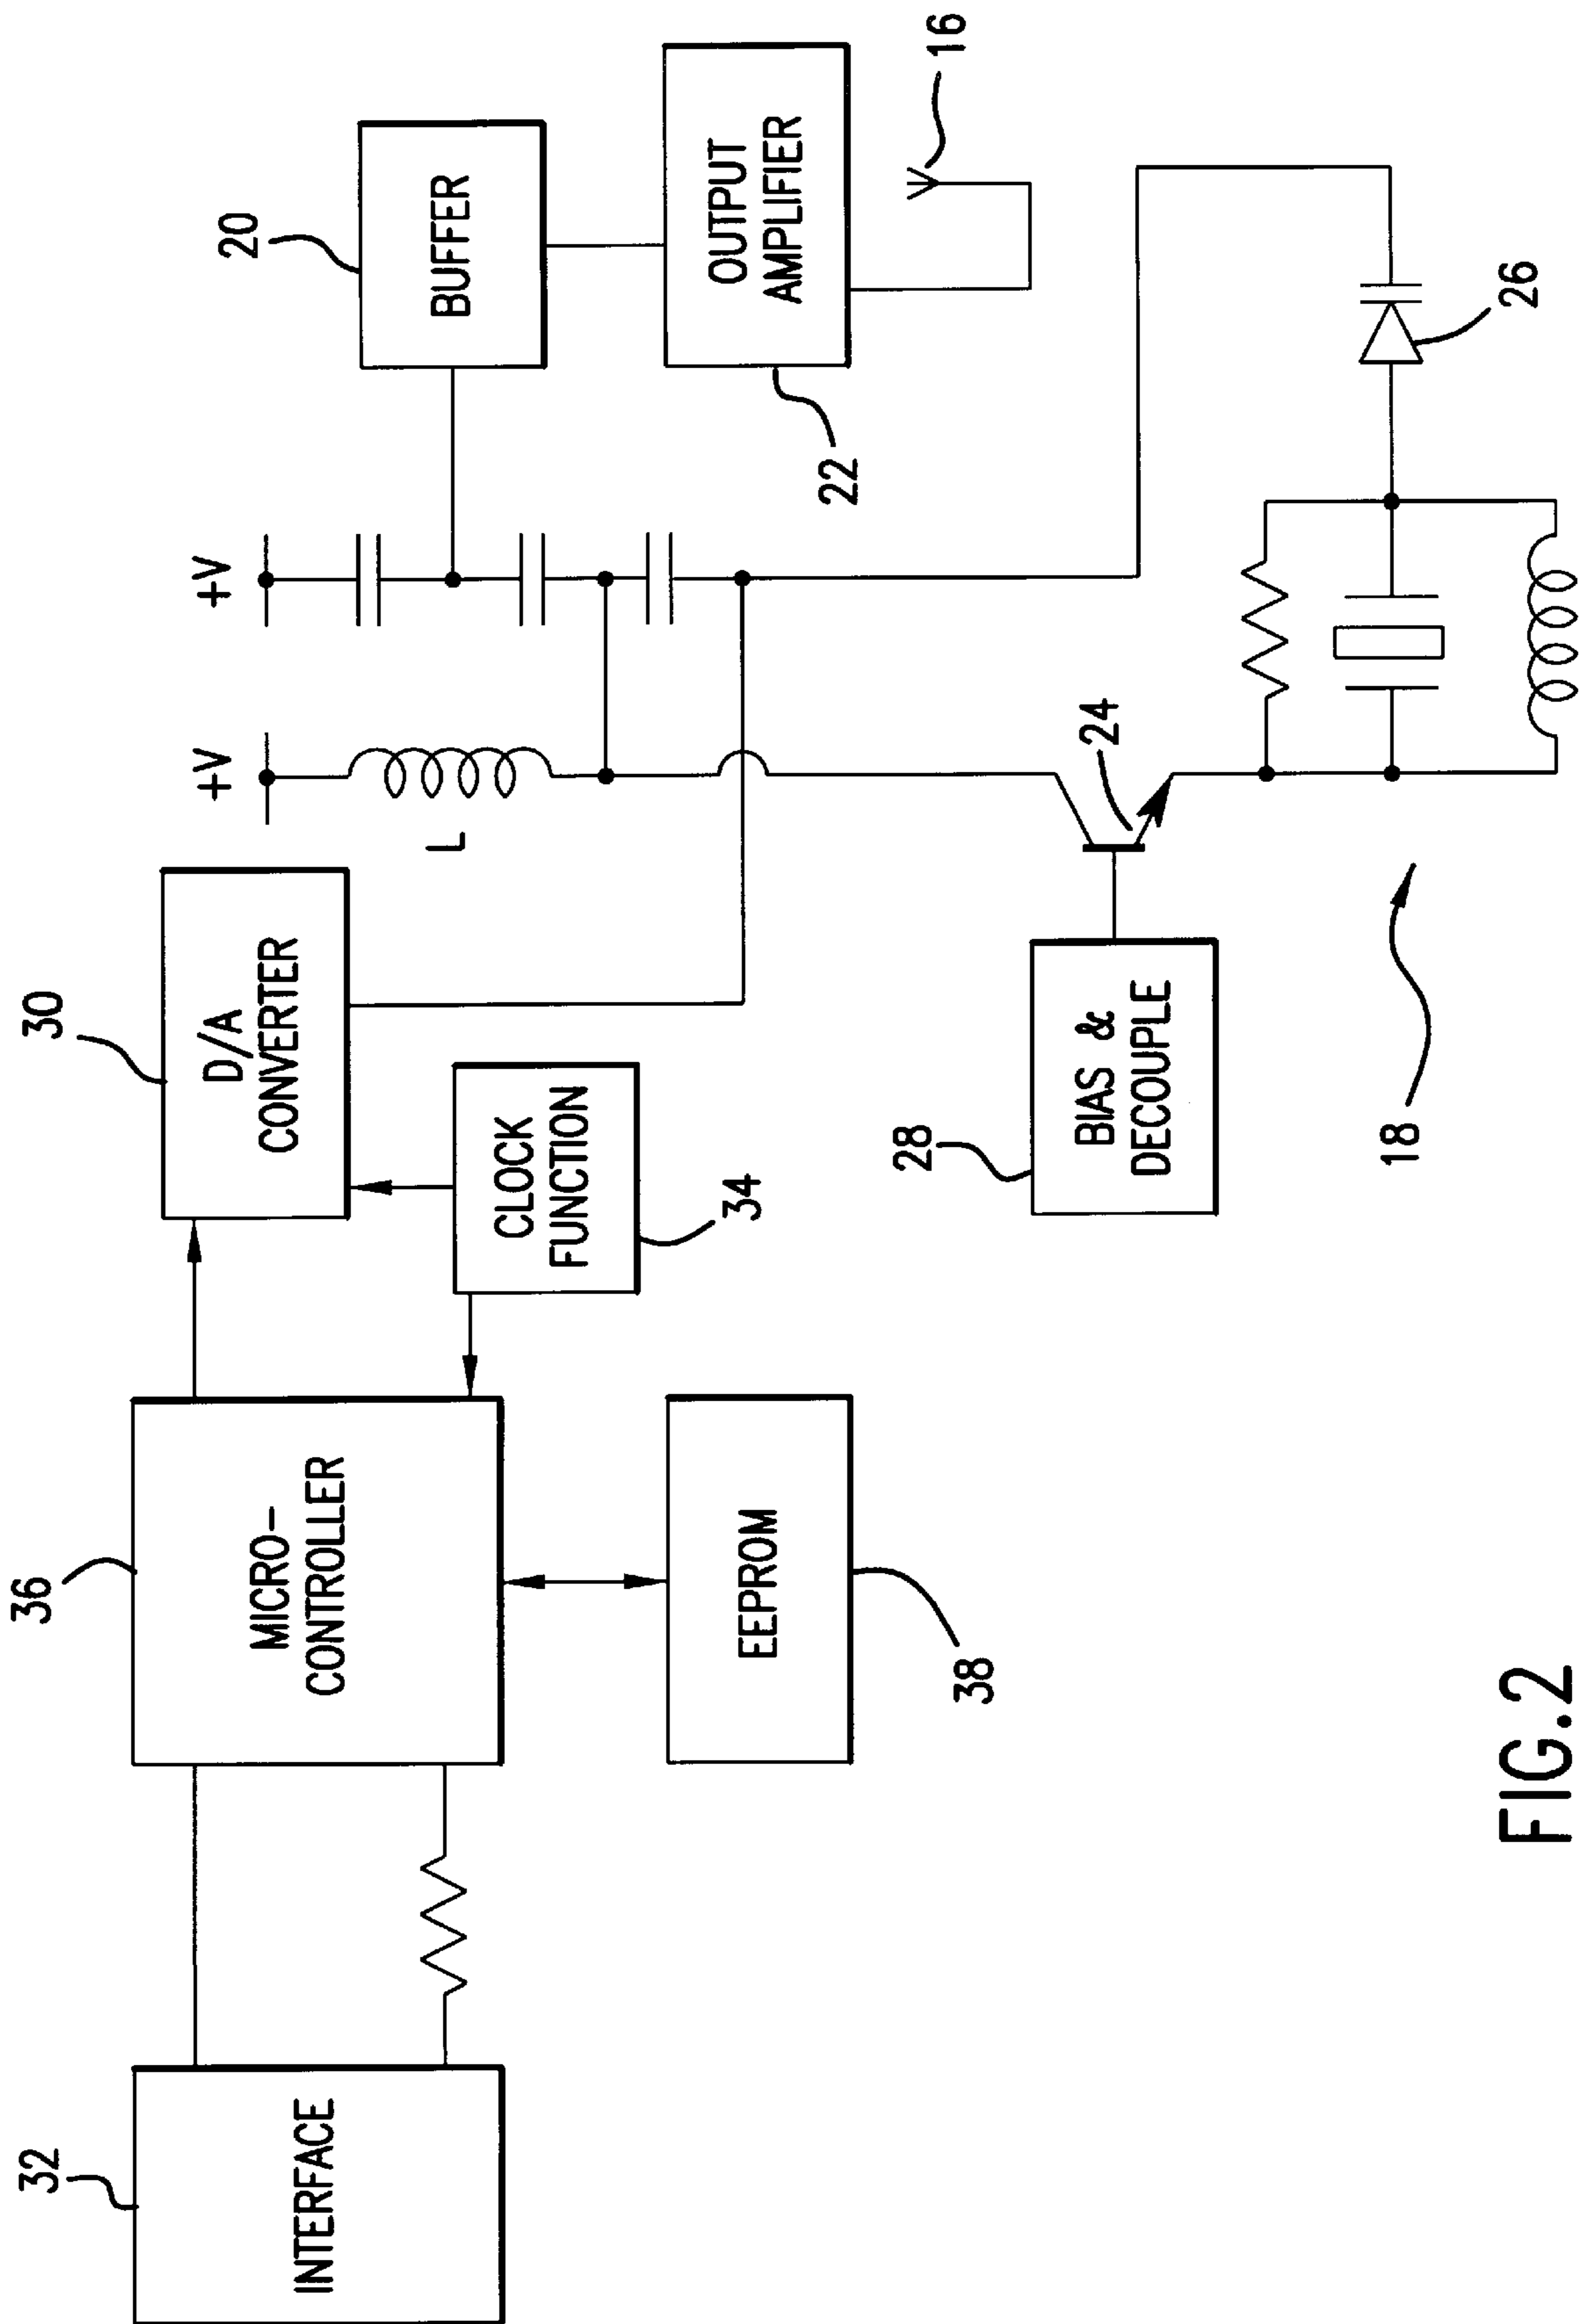 32
INTERFACE
36
MICRO-
CONTROLLER
EEPROM
38
30
D/A
CONVERTER
CLOCK
FUNCTION
34
+V
L
+V
20
BUFFER
OUTPUT
AMPLIFIER
22
16
28
BIAS &
DECOUPLE
24
18
26
FIG.2